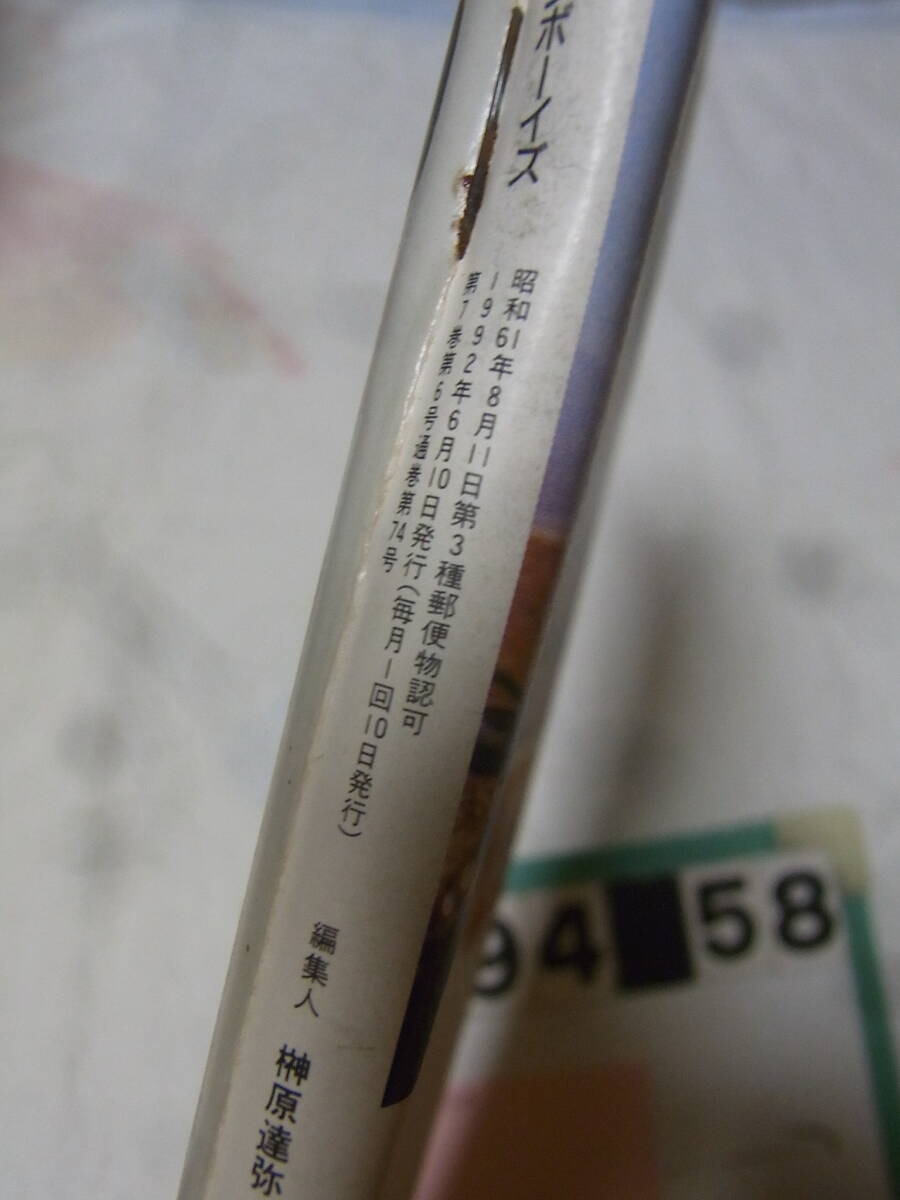 ボーイズ
昭和61年8月11日第3種郵便物認可
1992年6月10日発行(毎月1回10日発行)
第7巻第6号通巻第74号
編集人 榊原達弥
94 58